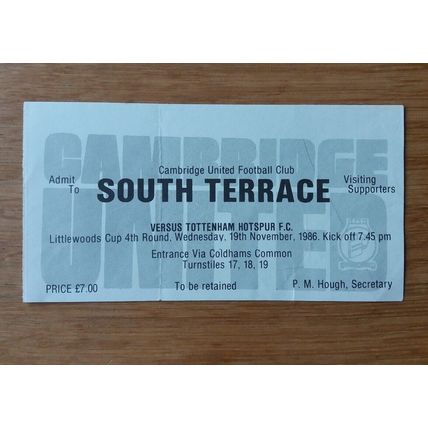 CAMBRIDGE
UNITED
Cambridge United Football Club
Admit To
SOUTH TERRACE
Visiting Supporters
VERSUS TOTTENHAM HOTSPUR F.C.
Littlewoods Cup 4th Round, Wednesday, 19th November, 1986. Kick off 7.45 pm
Entrance Via Coldhams Common
Turnstiles 17, 18, 19
PRICE £7.00
To be retained
P. M. Hough, Secretary